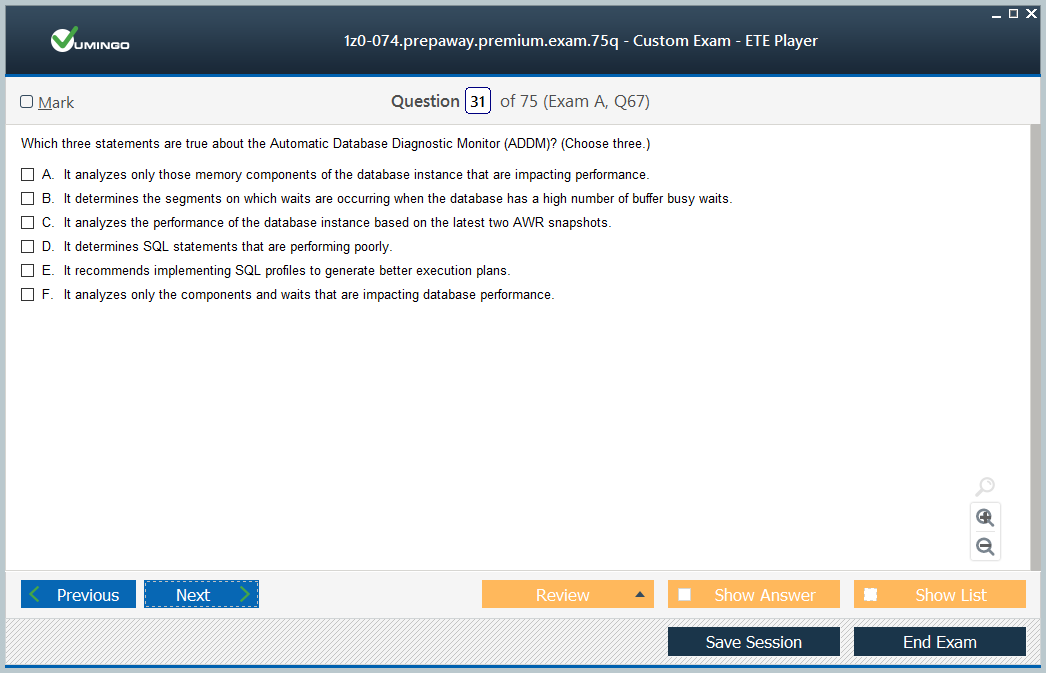 VUMINGO
1z0-074.prepaway.premium.exam.75q - Custom Exam - ETE Player
Mark
Question 31 of 75 (Exam A, Q67)
Which three statements are true about the Automatic Database Diagnostic Monitor (ADDM)? (Choose three.)
A. It analyzes only those memory components of the database instance that are impacting performance.
B. It determines the segments on which waits are occurring when the database has a high number of buffer busy waits.
C. It analyzes the performance of the database instance based on the latest two AWR snapshots.
D. It determines SQL statements that are performing poorly.
E. It recommends implementing SQL profiles to generate better execution plans.
F. It analyzes only the components and waits that are impacting database performance.
Previous
Next
Review
Show Answer
Show List
Save Session
End Exam